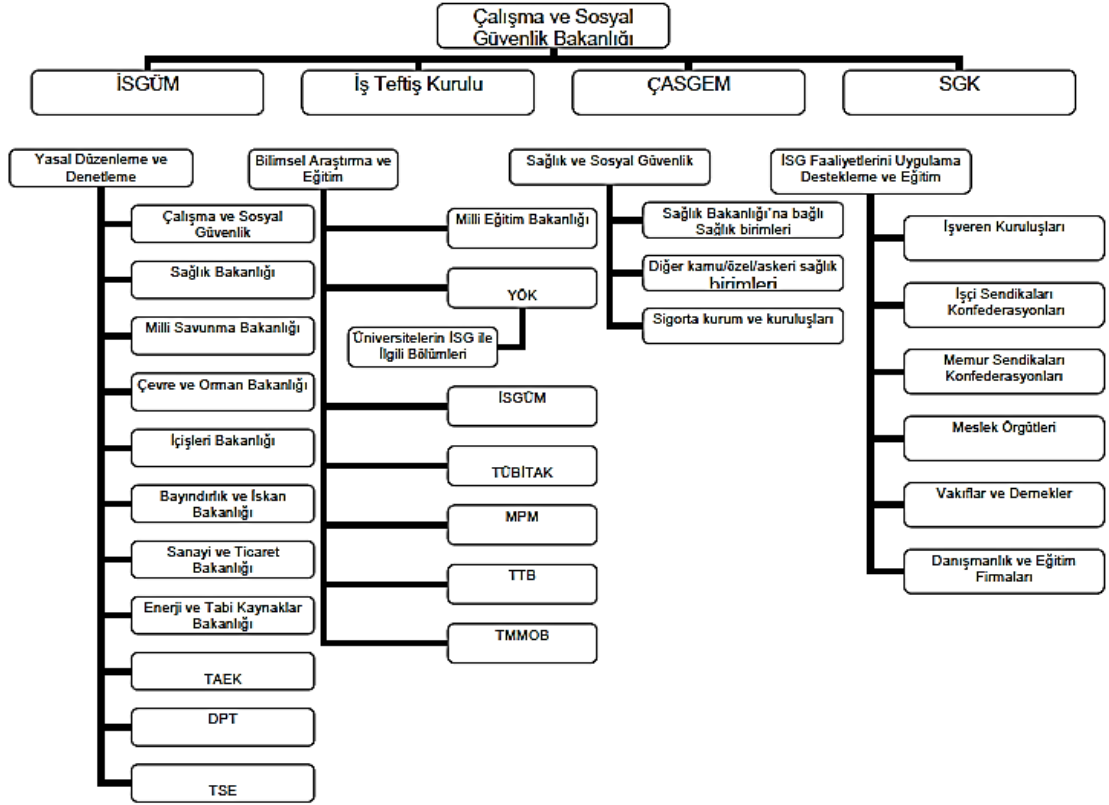 Çalışma ve Sosyal
Güvenlik Bakanlığı
İSGÜM
İş Teftiş Kurulu
ÇASGEM
SGK
Yasal Düzenleme ve
Denetleme
Çalışma ve Sosyal
Güvenlik
Sağlık Bakanlığı
Milli Savunma Bakanlığı
Çevre ve Orman Bakanlığı
İçişleri Bakanlığı
Bayındırlık ve İskan
Bakanlığı
Sanayi ve Ticaret
Bakanlığı
Enerji ve Tabi Kaynaklar
Bakanlığı
TAEK
DPT
TSE
Bilimsel Araştırma ve
Eğitim
Milli Eğitim Bakanlığı
YÖK
Üniversitelerin İSG ile
İlgili Bölümleri
İSGÜM
TÜBİTAK
MPM
TTB
TMMOB
Sağlık ve Sosyal Güvenlik
Sağlık Bakanlığı'na bağlı
Sağlık birimleri
Diğer kamu/özel/askeri sağlık
birimleri
Sigorta kurum ve kuruluşları
İSG Faaliyetlerini Uygulama
Destekleme ve Eğitim
İşveren Kuruluşları
İşçi Sendikaları
Konfederasyonları
Memur Sendikaları
Konfederasyonları
Meslek Örgütleri
Vakıflar ve Dernekler
Danışmanlık ve Eğitim
Firmaları